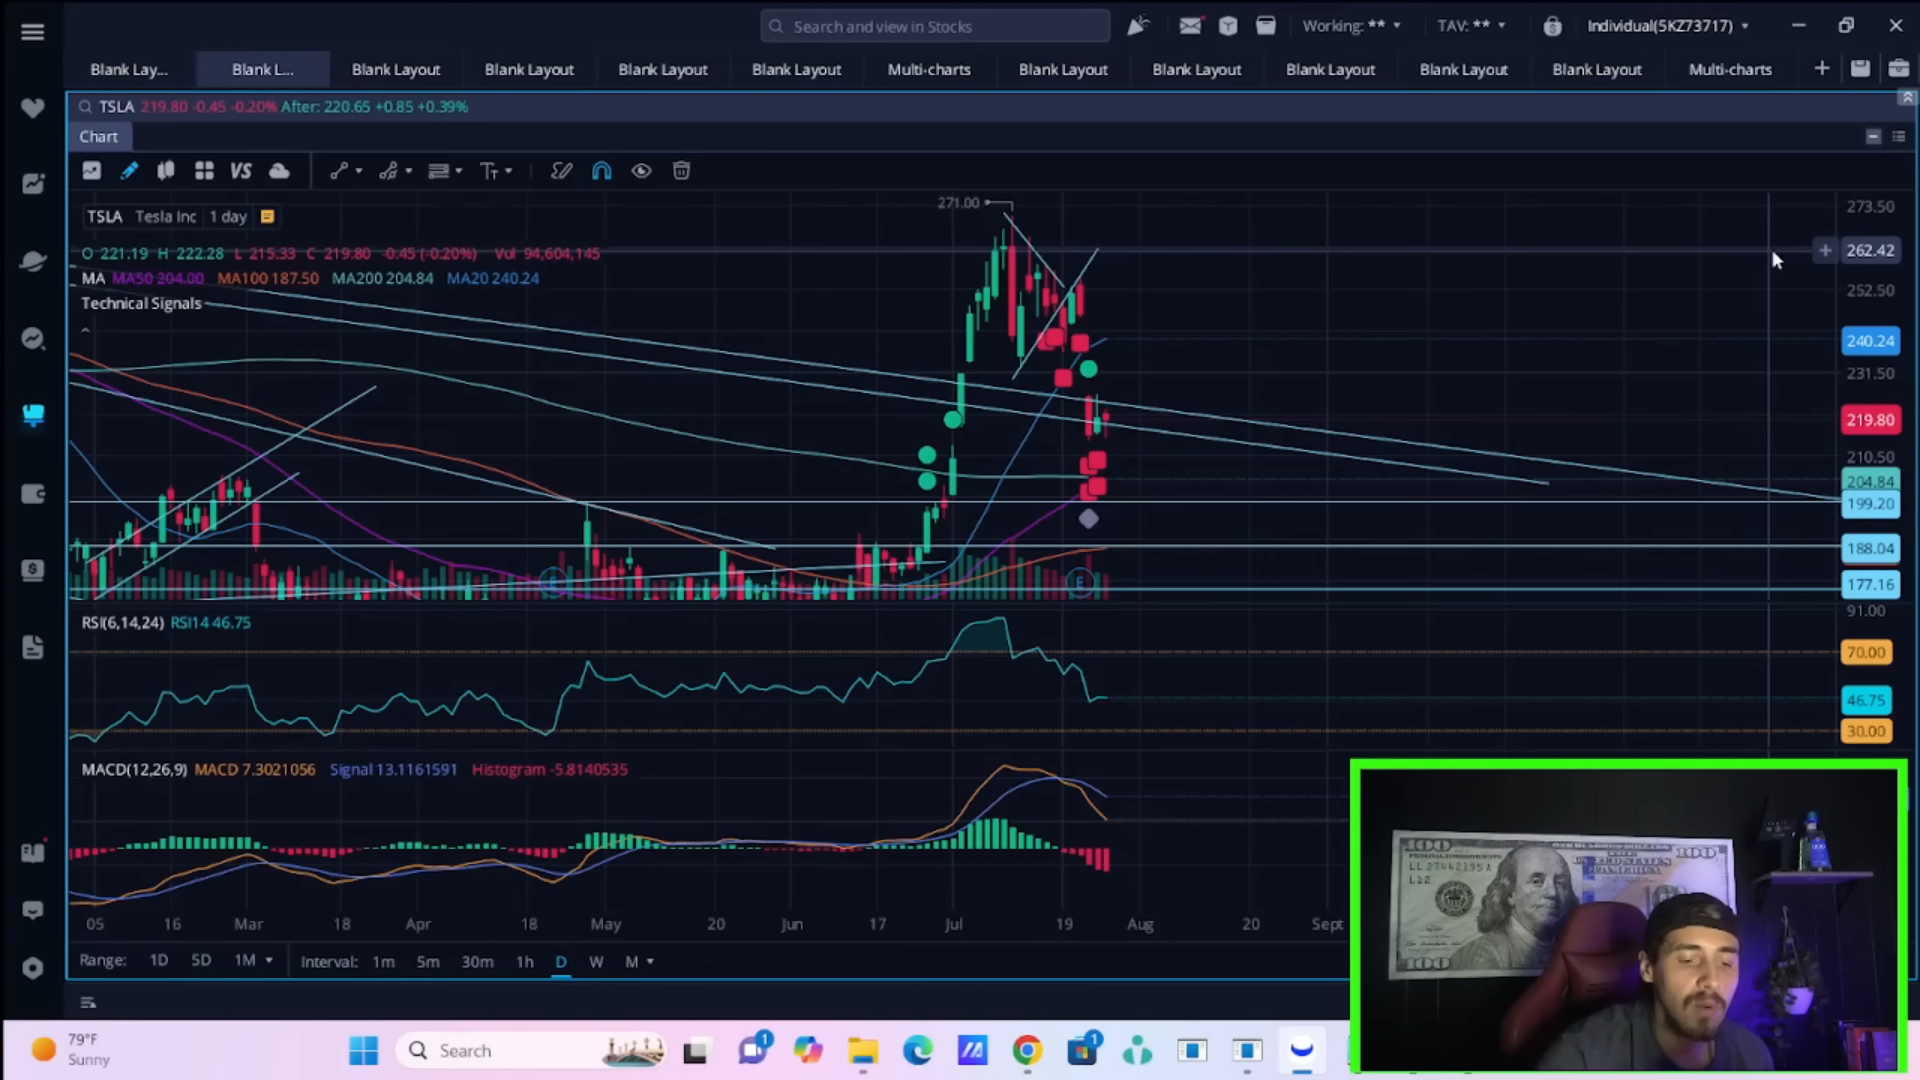 Search and view in Stocks
Working: **
TAV: **
Individual(5KZ73717)
Blank Lay...
Blank L...
Blank Layout
Blank Layout
Blank Layout
Blank Layout
Multi-charts
Blank Layout
Blank Layout
Blank Layout
Blank Layout
Blank Layout
Multi-charts
TSLA 219.80 -0.45 -0.20% After: 220.65 +0.85 +0.39%
Chart
VS
TSLA Tesla Inc 1 day
O 221.19 H 222.28 L 215.33 C 219.80 -0.45 (-0.20%) Vol 94,604,145
MA MA50 204.00 MA100 187.50 MA200 204.84 MA20 240.24
Technical Signals
271.00
273.50
262.42
252.50
240.24
231.50
219.80
210.50
204.84
199.20
188.04
177.16
E
E
RSI(6,14,24) RSI14 46.75
91.00
70.00
46.75
30.00
MACD(12,26,9) MACD 7.3021056 Signal 13.1161591 Histogram -5.8140535
05 16 Mar 18 Apr 18 May 20 Jun 17 Jul 19 Aug 20 Sept
Range: 1D 5D 1M Interval: 1m 5m 30m 1h D W M
100
100
LL 27442195 A
L12
100
79°F
Sunny
Search
1
1